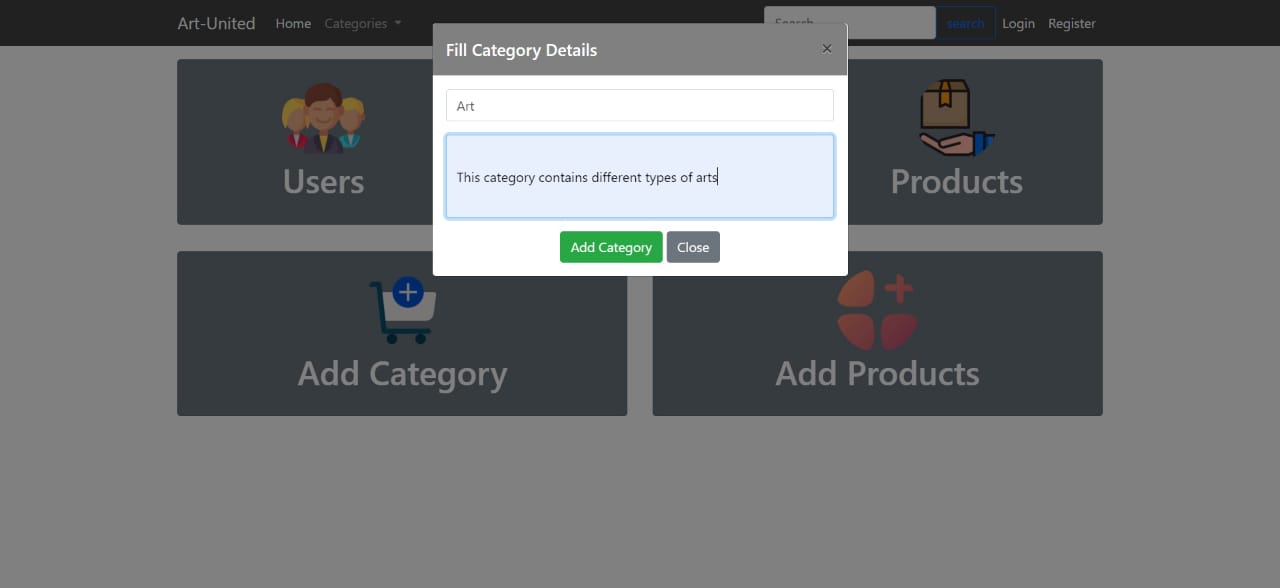 Art-United Home Categories Search search Login Register
Fill Category Details ×
Art
This category contains different types of arts
Add Category Close
Users Products
Add Category Add Products